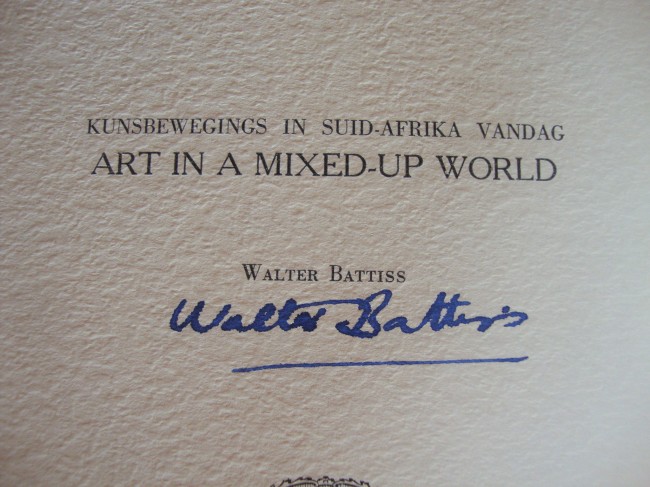 KUNSBEWEGINGS IN SUID-AFRIKA VANDAG
ART IN A MIXED-UP WORLD
WALTER BATTISS
Walter Battiss